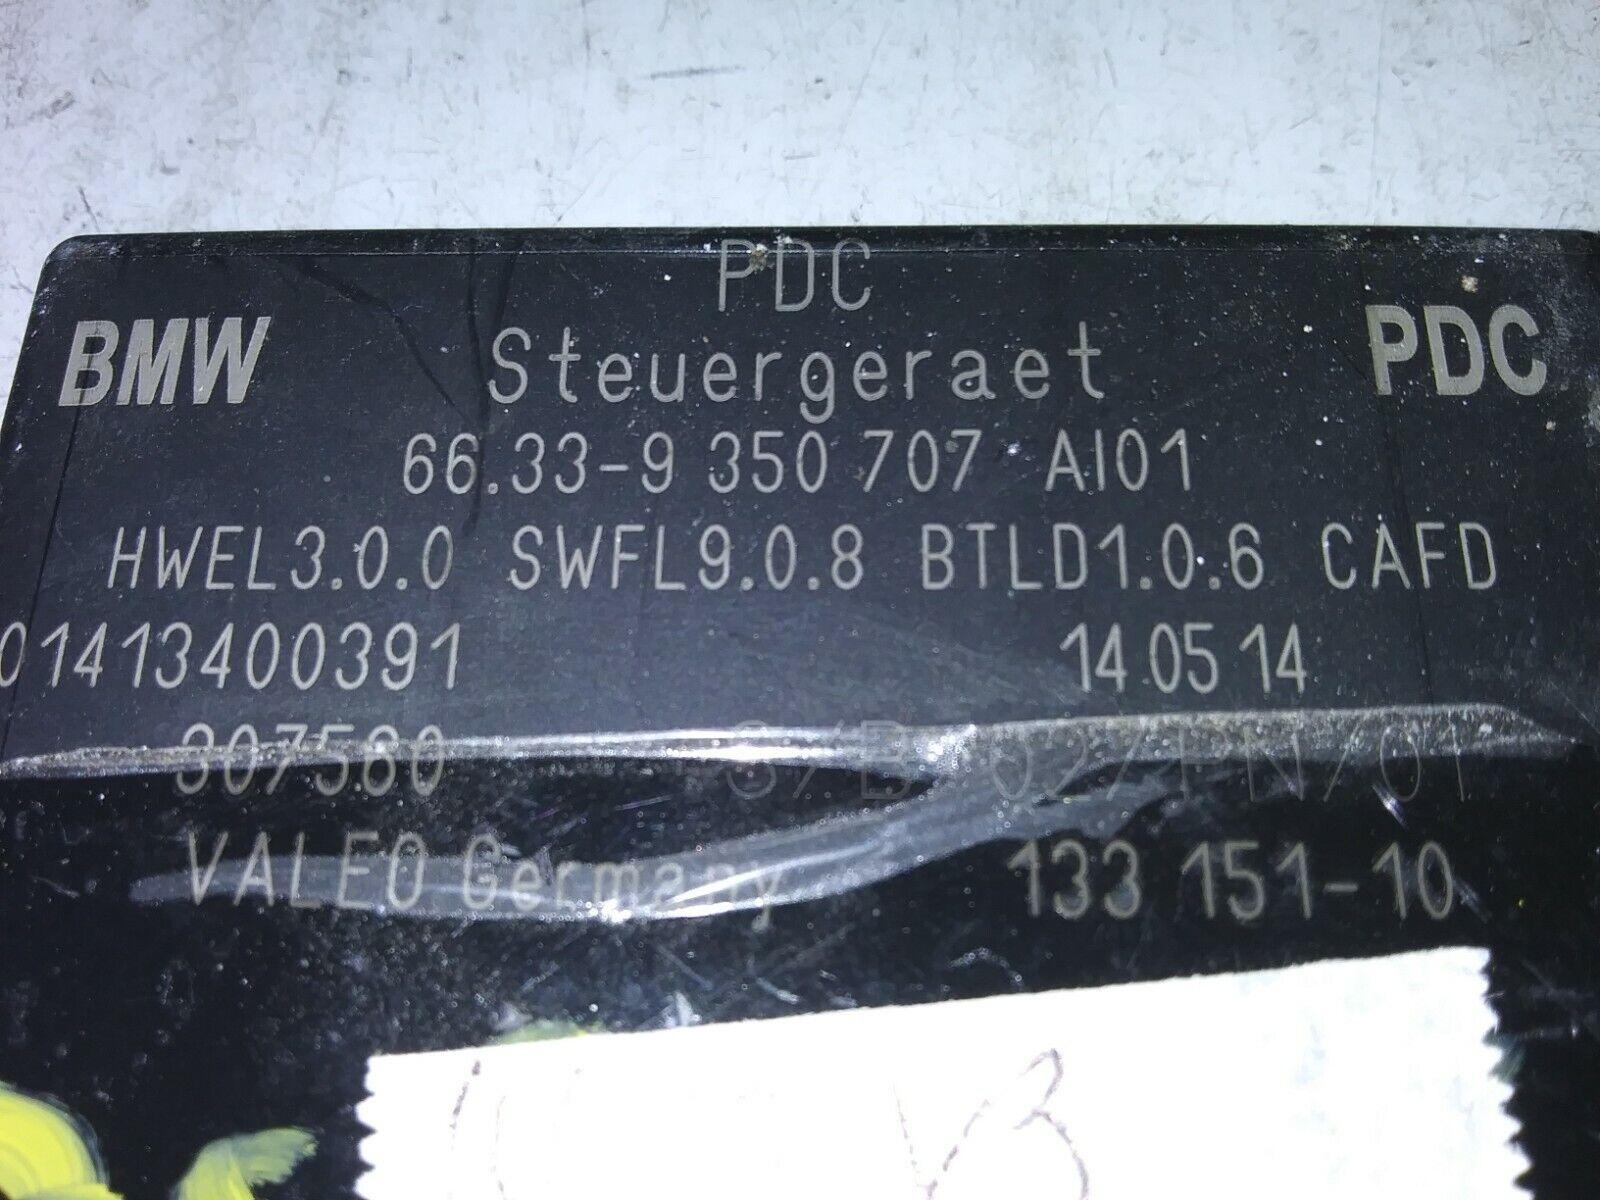 PDC
BMW Steuergeraet PDC
66.33-9 350 707 AI01
HWEL3.0.0 SWFL9.0.8 BTLD1.0.6 CAFD
01413400391 14 05 14
307580
VALEO Germany 133 151-10